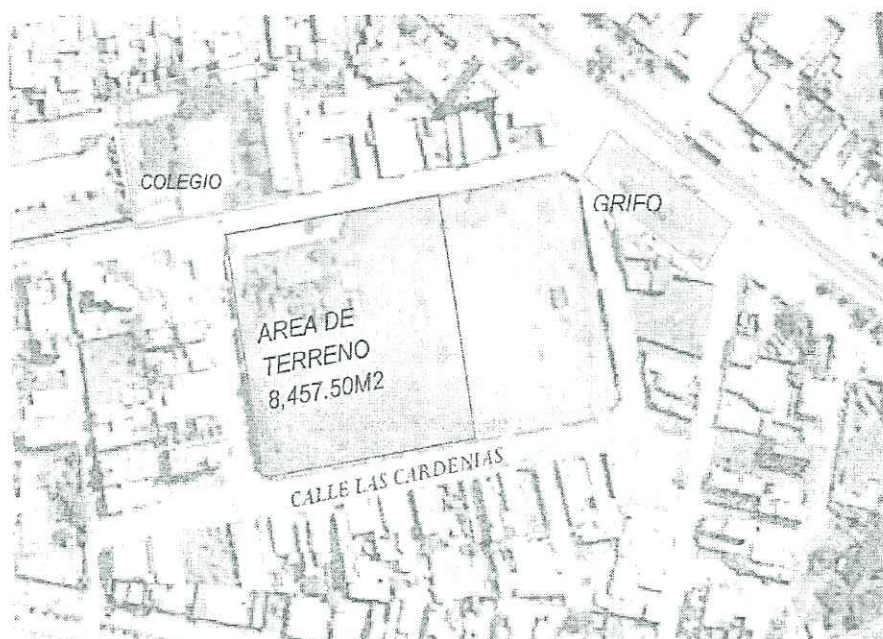 COLEGIO
GRIFO
AREA DE
TERRENO
8,457.50M2
CALLE LAS CARDENIAS